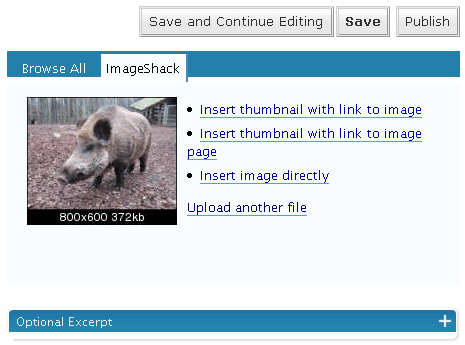 Save and Continue Editing Save Publish
Browse All ImageShack
Insert thumbnail with link to image
Insert thumbnail with link to image
page
Insert image directly
800x600 372kb
Upload another file
Optional Excerpt